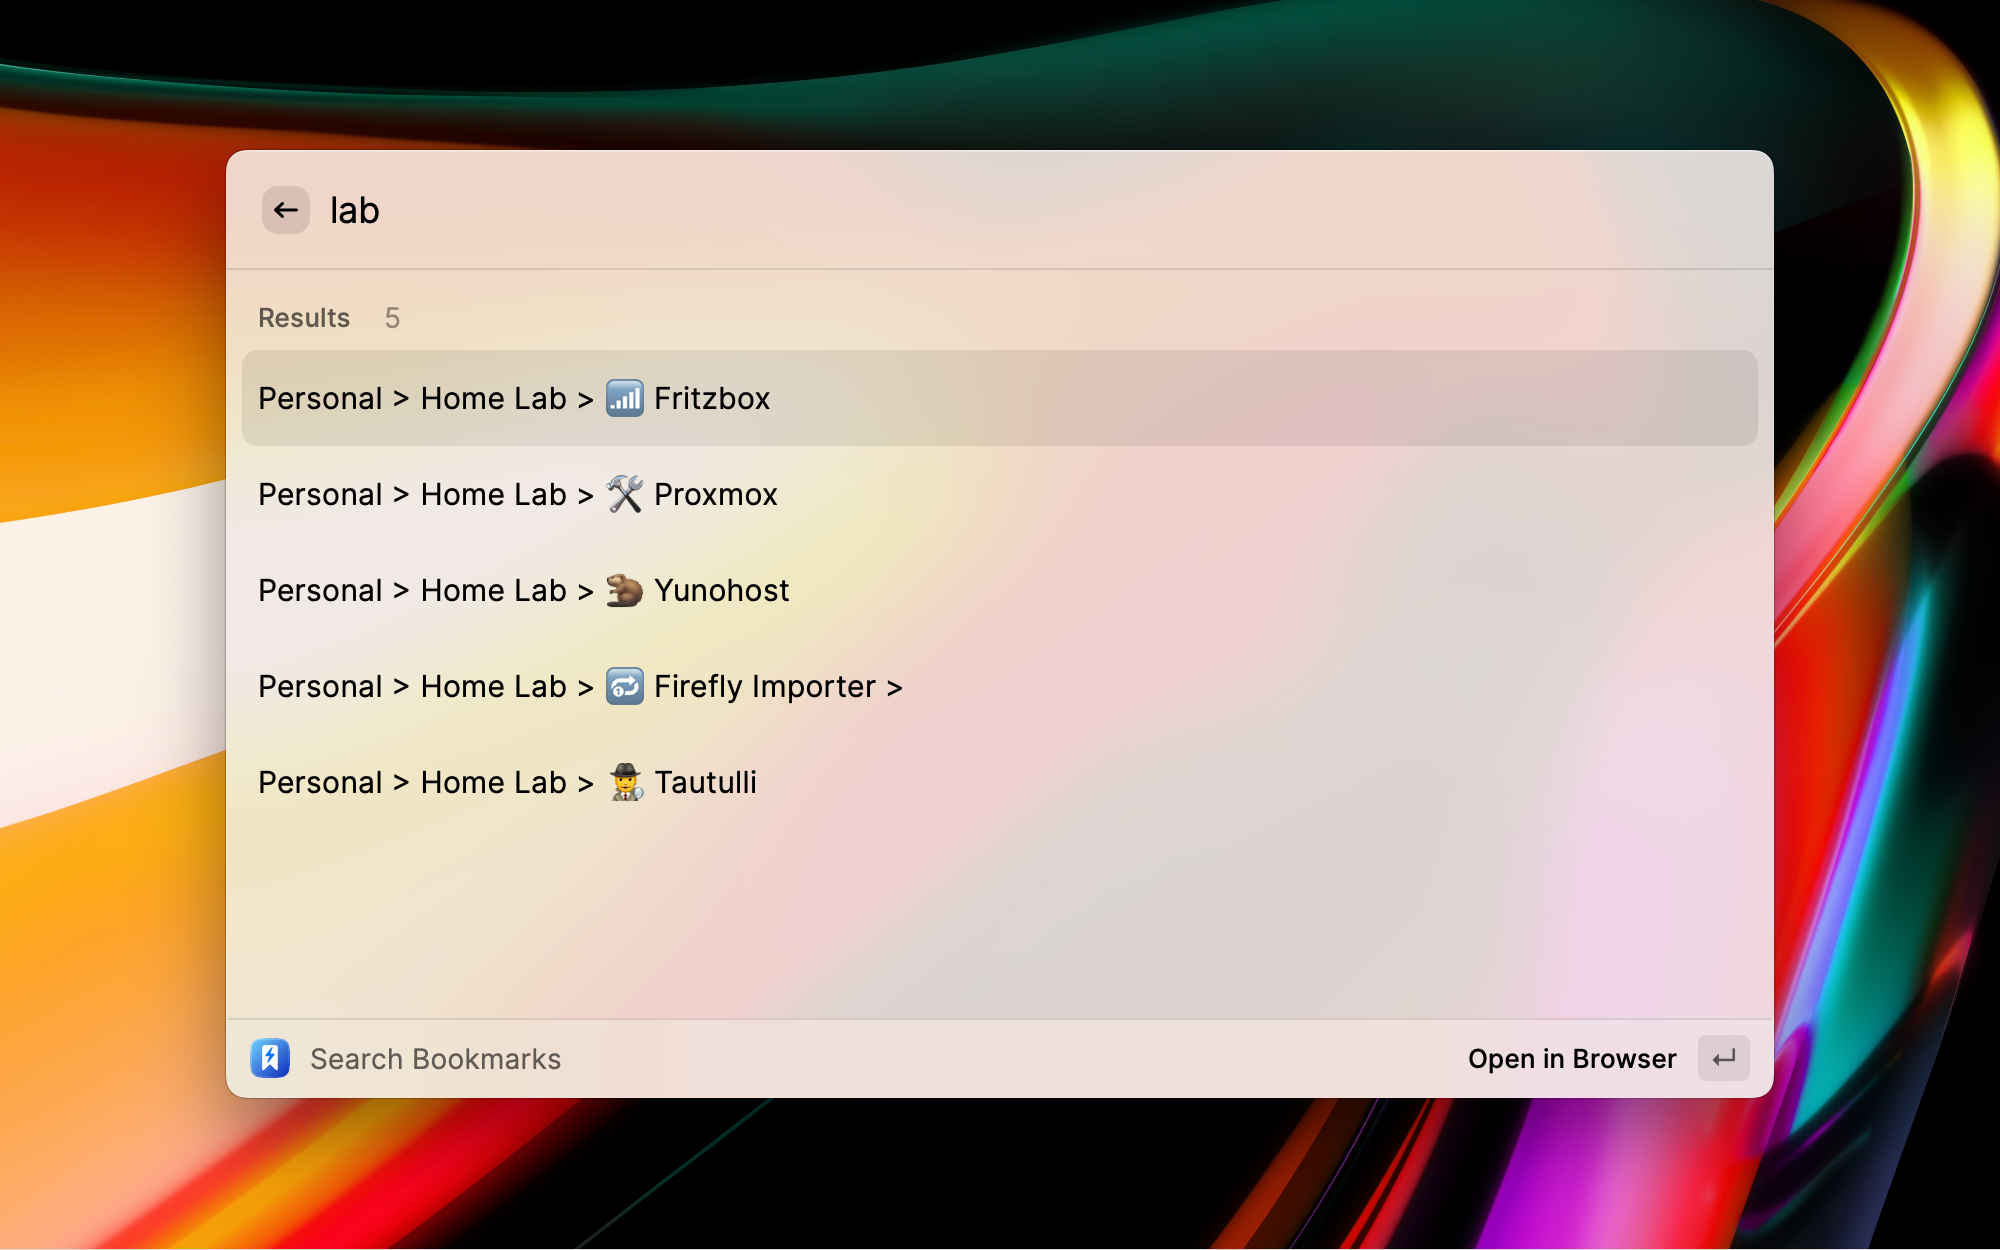 lab
Results 5
Personal > Home Lab > 📶 Fritzbox
Personal > Home Lab > 🛠️ Proxmox
Personal > Home Lab > 🦫 Yunohost
Personal > Home Lab > 🔂 Firefly Importer >
Personal > Home Lab > 🕵️ Tautulli
Search Bookmarks Open in Browser